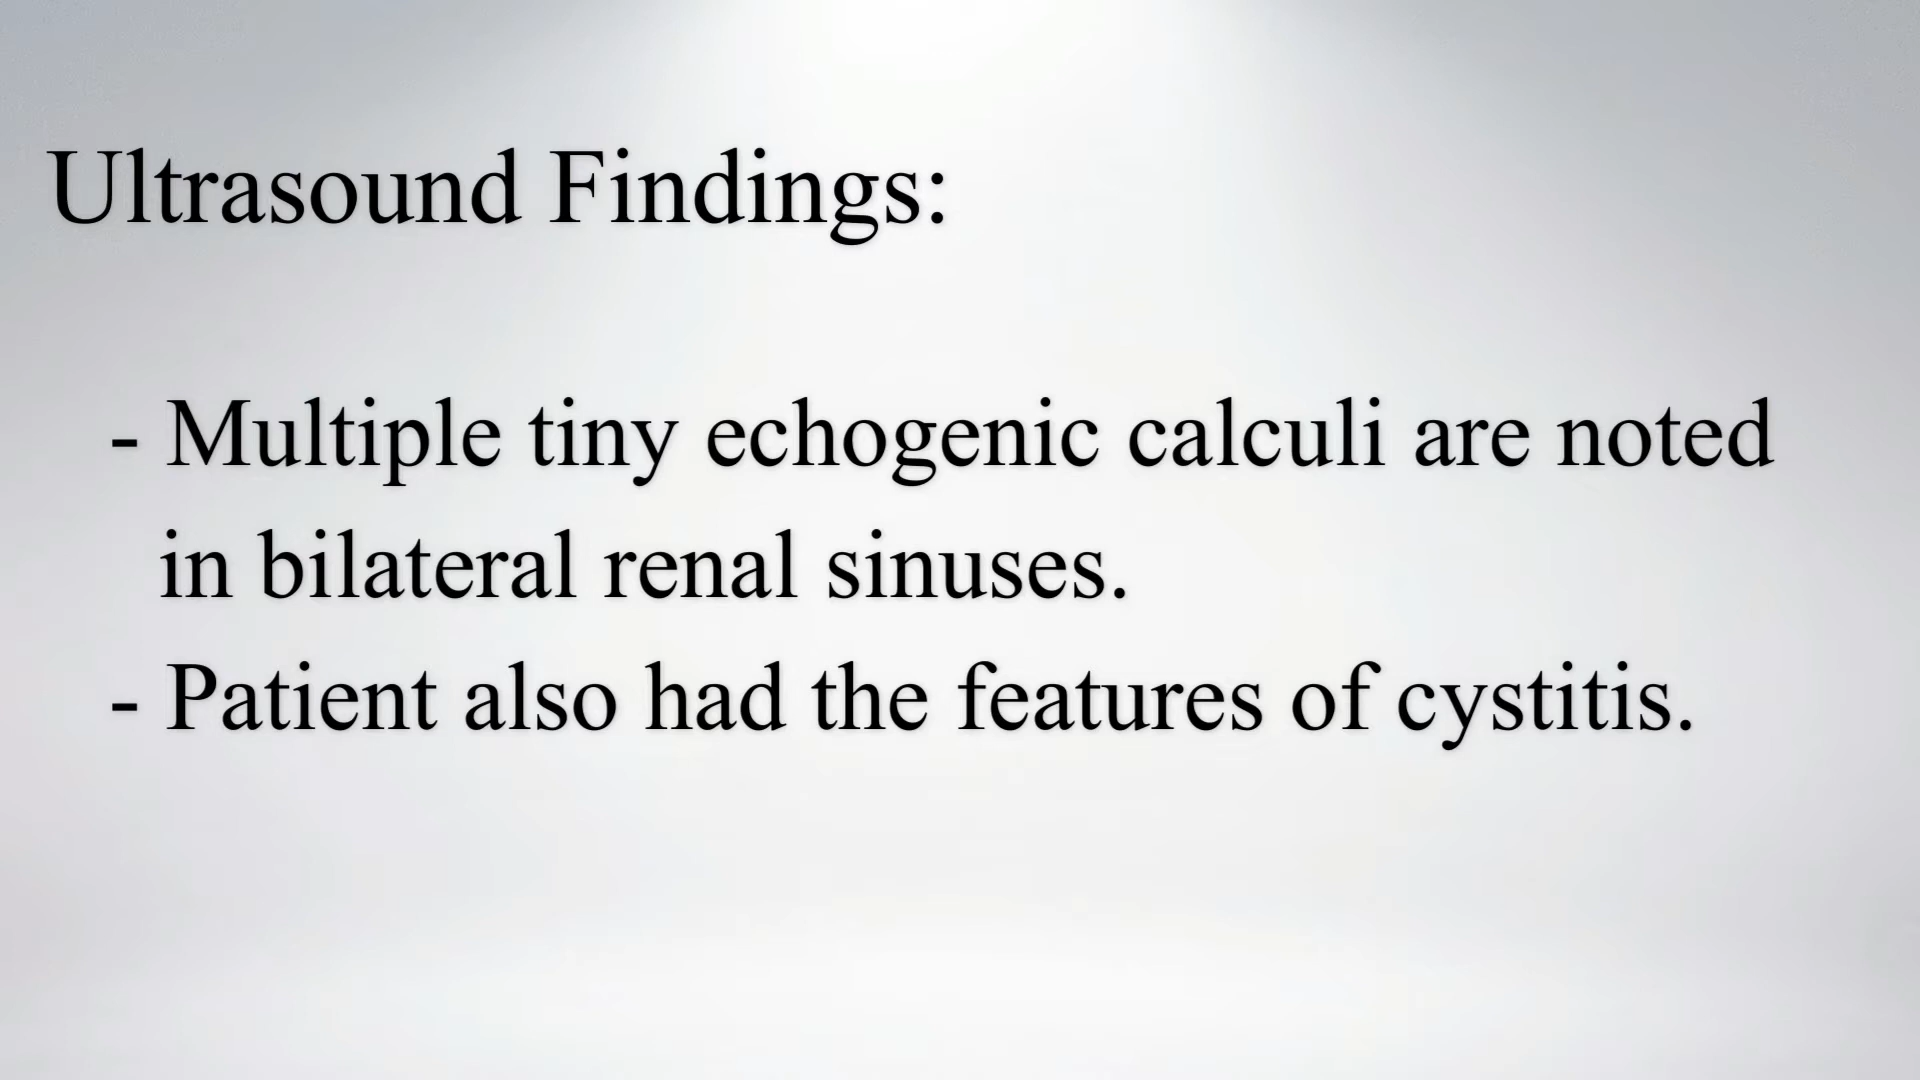 Ultrasound Findings:
- Multiple tiny echogenic calculi are noted
in bilateral renal sinuses.
- Patient also had the features of cystitis.